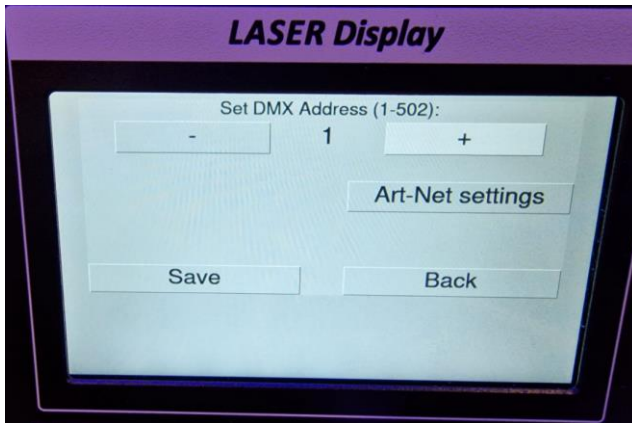 LASER Display
Set DMX Address (1-502):
- 1 +
Art-Net settings
Save Back